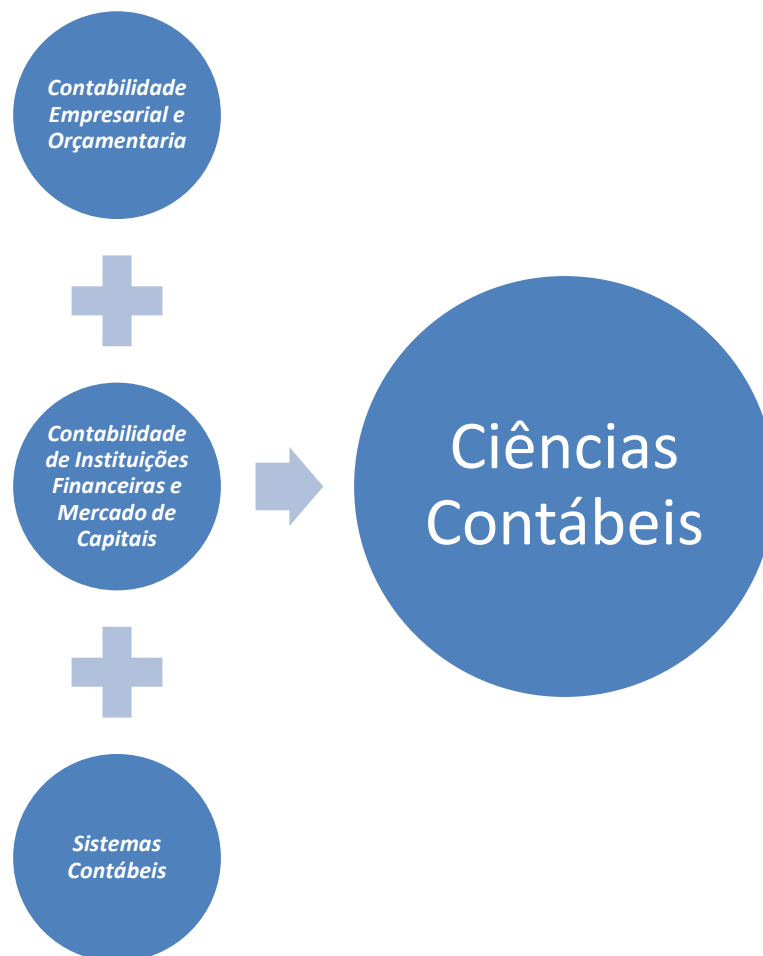 Contabilidade
Empresarial e
Orçamentaria
Contabilidade
de Instituições
Financeiras e
Mercado de
Capitais
Sistemas
Contábeis
Ciências
Contábeis